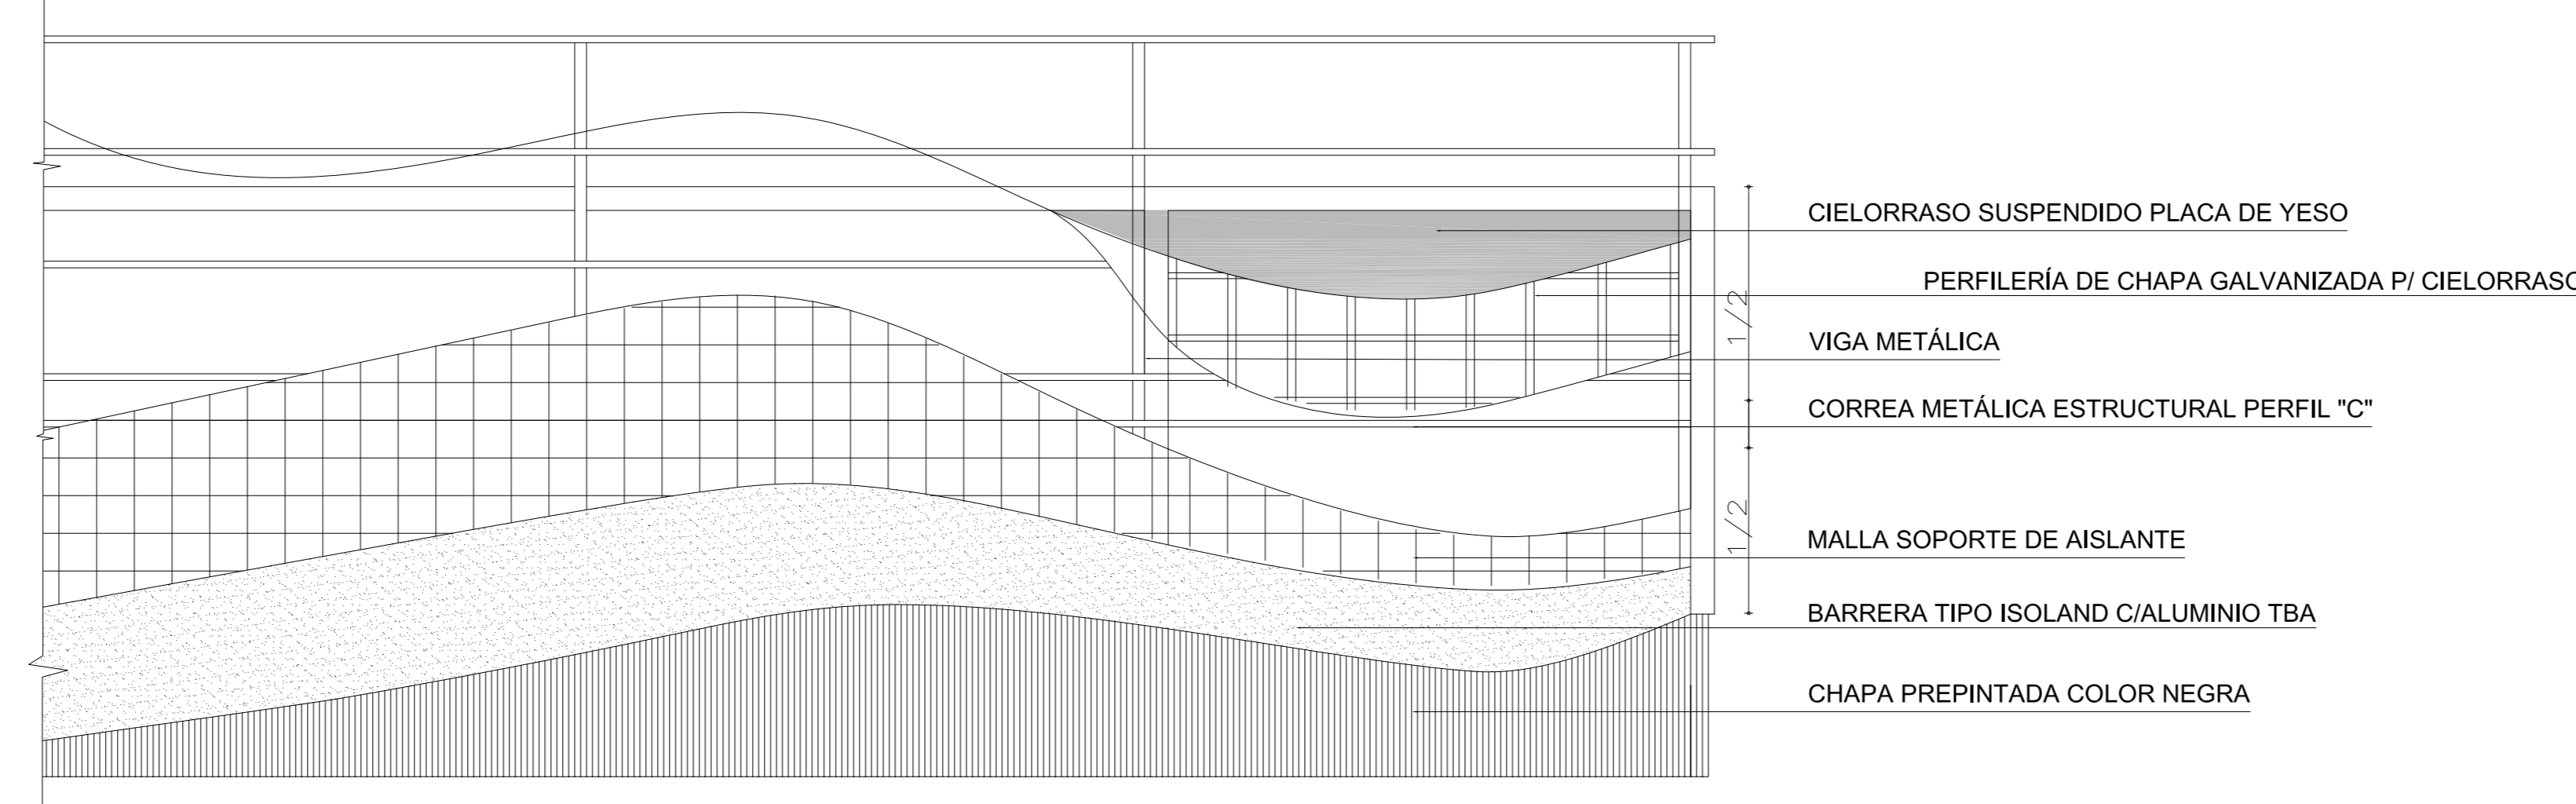 CIELORRASO SUSPENDIDO PLACA DE YESO
PERFILERÍA DE CHAPA GALVANIZADA P/ CIELORRASO
1/2
VIGA METÁLICA
CORREA METÁLICA ESTRUCTURAL PERFIL "C"
1/2
MALLA SOPORTE DE AISLANTE
BARRERA TIPO ISOLAND C/ALUMINIO TBA
CHAPA PREPINTADA COLOR NEGRA